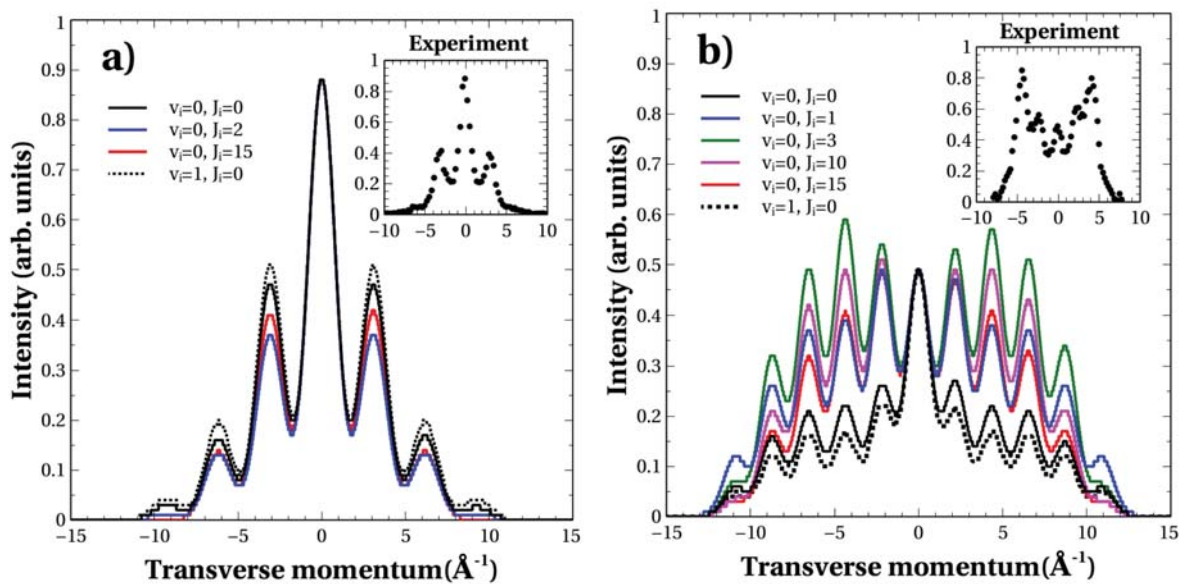 a)
Experiment
1
0.8
0.6
0.4
0.2
0
−10 −5 0 5 10
vᵢ=0, Jᵢ=0
vᵢ=0, Jᵢ=2
vᵢ=0, Jᵢ=15
vᵢ=1, Jᵢ=0
Intensity (arb. units)
1
0.9
0.8
0.7
0.6
0.5
0.4
0.3
0.2
0.1
0
−15 −10 −5 0 5 10 15
Transverse momentum(Å⁻¹)
b)
Experiment
1
0.8
0.6
0.4
0.2
0
−10 −5 0 5 10
vᵢ=0, Jᵢ=0
vᵢ=0, Jᵢ=1
vᵢ=0, Jᵢ=3
vᵢ=0, Jᵢ=10
vᵢ=0, Jᵢ=15
vᵢ=1, Jᵢ=0
Intensity (arb. units)
1
0.9
0.8
0.7
0.6
0.5
0.4
0.3
0.2
0.1
0
−15 −10 −5 0 5 10 15
Transverse momentum(Å⁻¹)